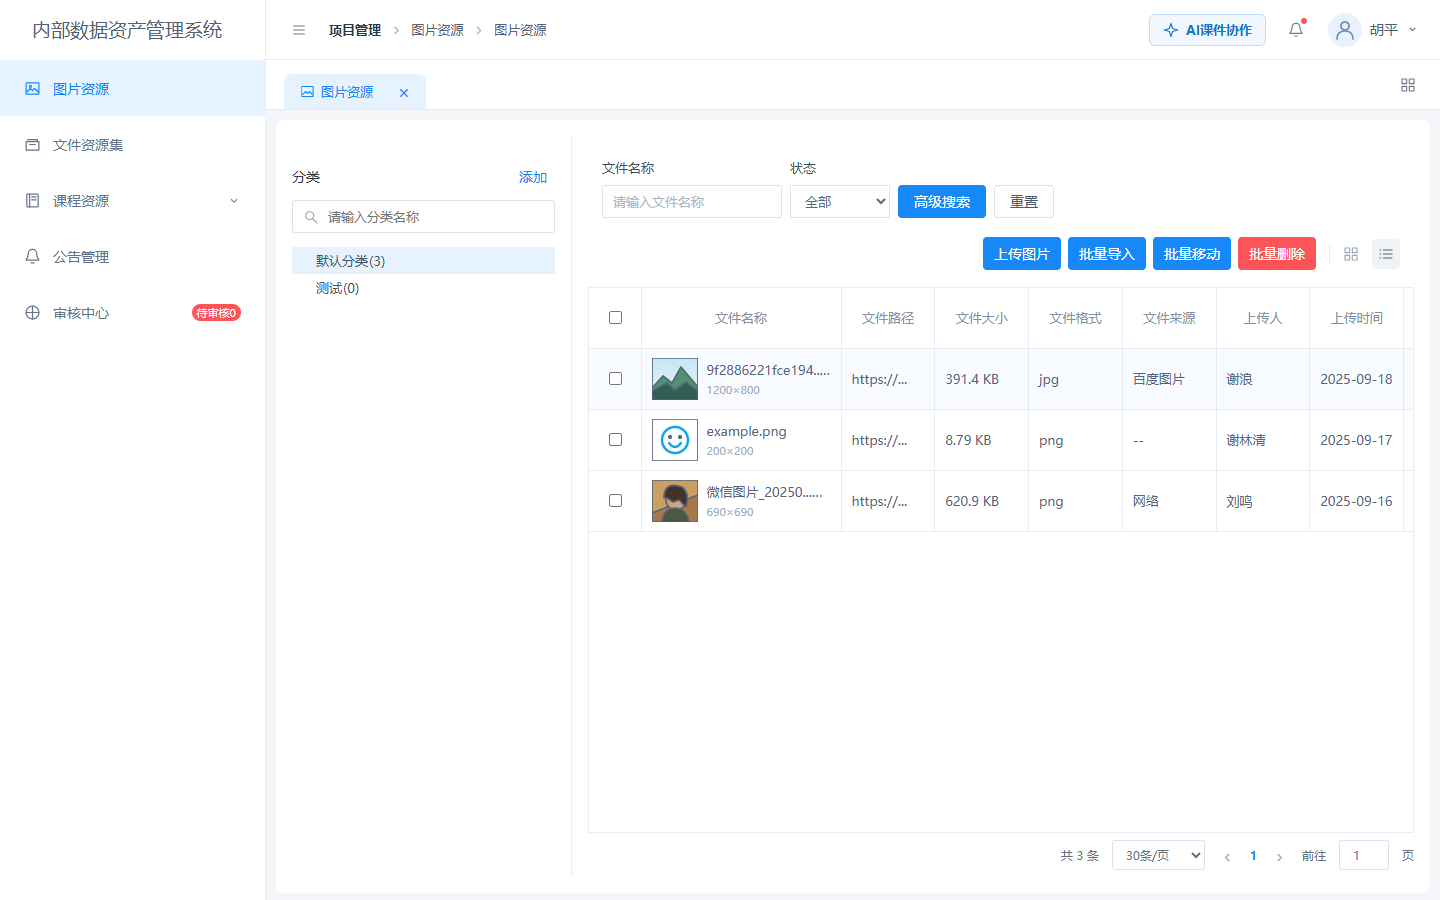 内部数据资产管理系统
图片资源
文件资源集
课程资源
公告管理
审核中心 待审核0
项目管理 > 图片资源 > 图片资源
AI课件协作
胡平
图片资源
分类 添加
请输入分类名称
默认分类(3)
测试(0)
文件名称 状态
请输入文件名称 全部 高级搜索 重置
上传图片 批量导入 批量移动 批量删除
文件名称 文件路径 文件大小 文件格式 文件来源 上传人 上传时间
9f2886221fce194..... https://... 391.4 KB jpg 百度图片 谢浪 2025-09-18
1200×800
example.png https://... 8.79 KB png -- 谢林清 2025-09-17
200×200
微信图片_20250...... https://... 620.9 KB png 网络 刘鸣 2025-09-16
690×690
共 3 条 30条/页 1 前往 1 页